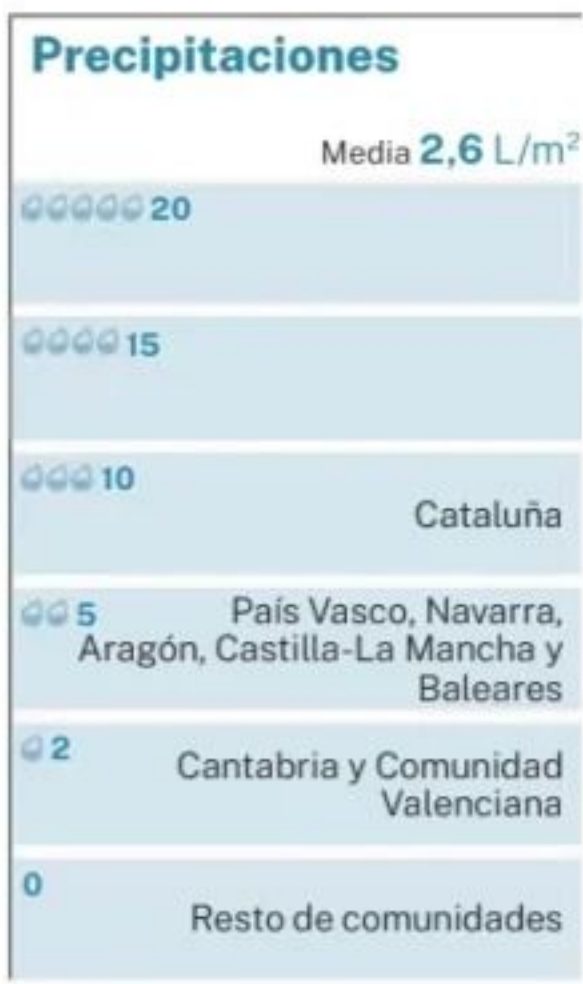 Precipitaciones
Media 2,6 L/m²
20
15
10
Cataluña
5 País Vasco, Navarra,
Aragón, Castilla-La Mancha y
Baleares
2
Cantabria y Comunidad
Valenciana
0
Resto de comunidades